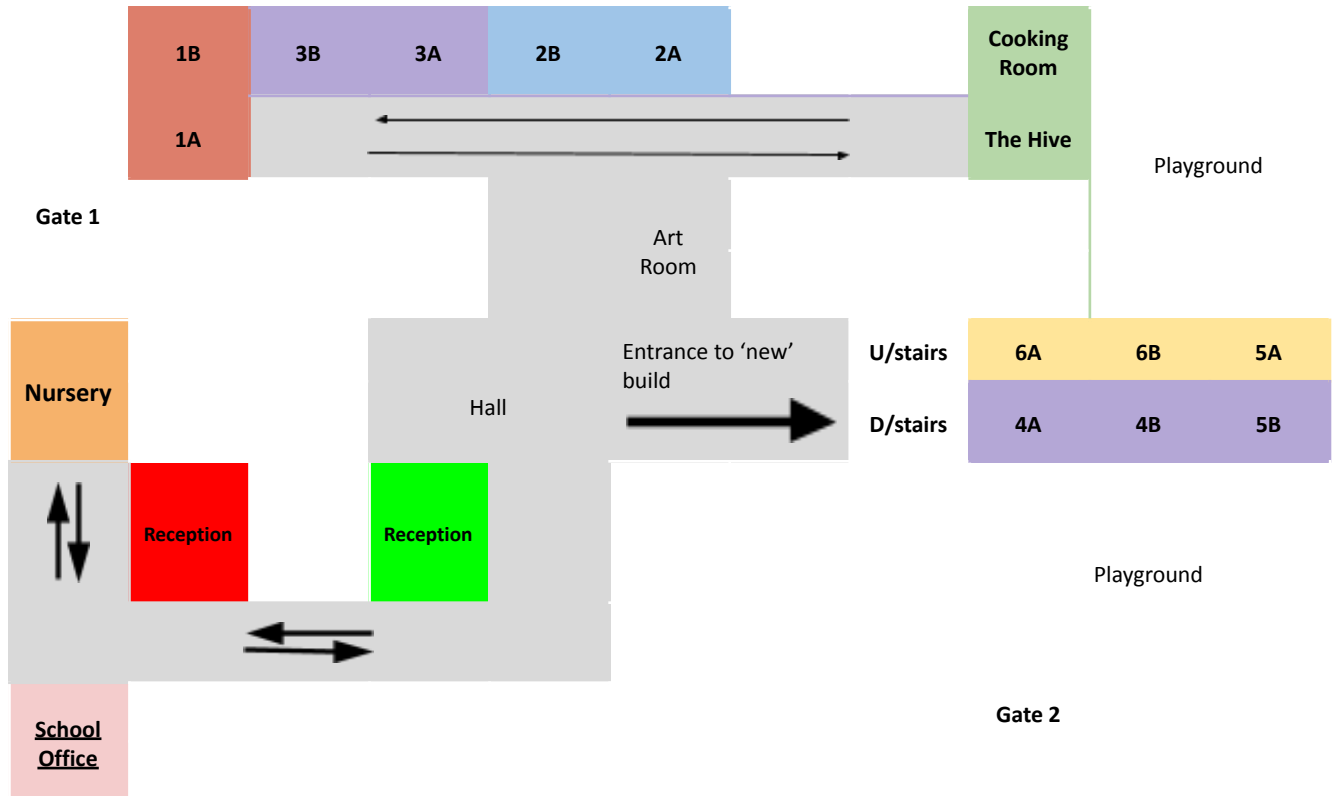 1B
3B
3A
2B
2A
Cooking
Room
1A
The Hive
Playground
Gate 1
Art
Room
Nursery
Hall
Entrance to ‘new’
build
U/stairs
6A
6B
5A
D/stairs
4A
4B
5B
Reception
Reception
Playground
School
Office
Gate 2